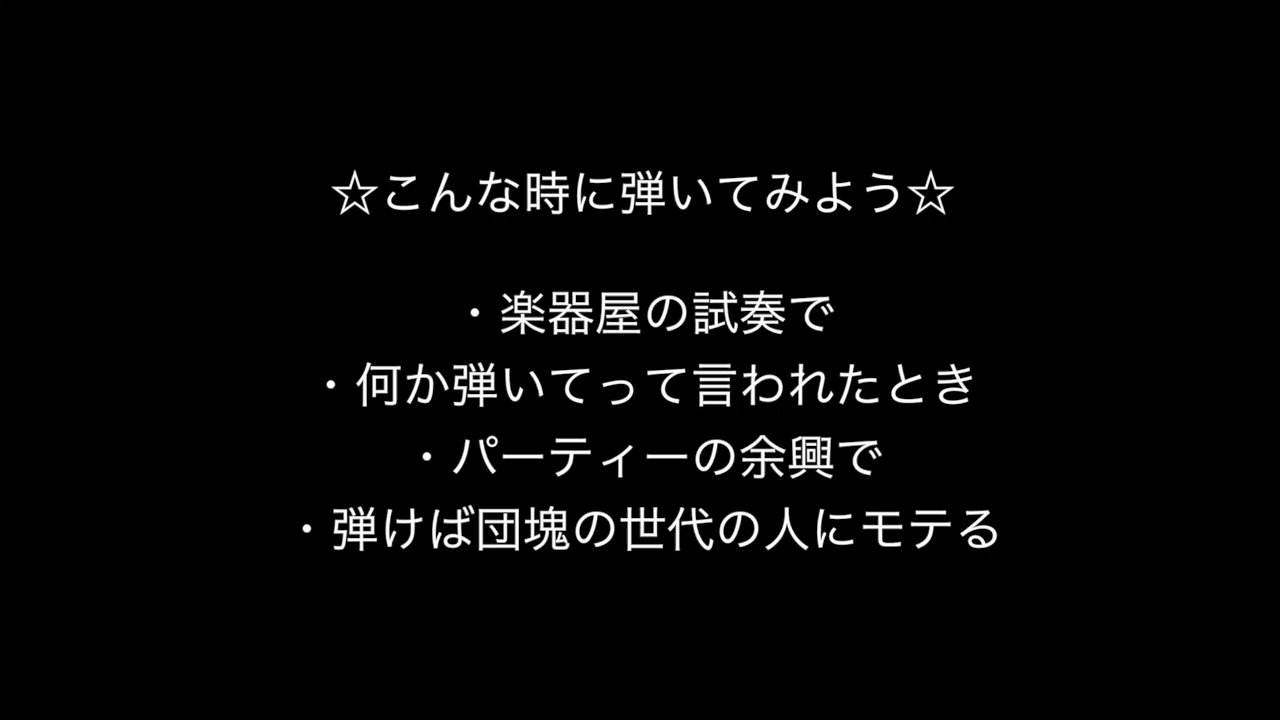 ☆こんな時に弾いてみよう☆
・楽器屋の試奏で
・何か弾いてって言われたとき
・パーティーの余興で
・弾けば団塊の世代の人にモテる